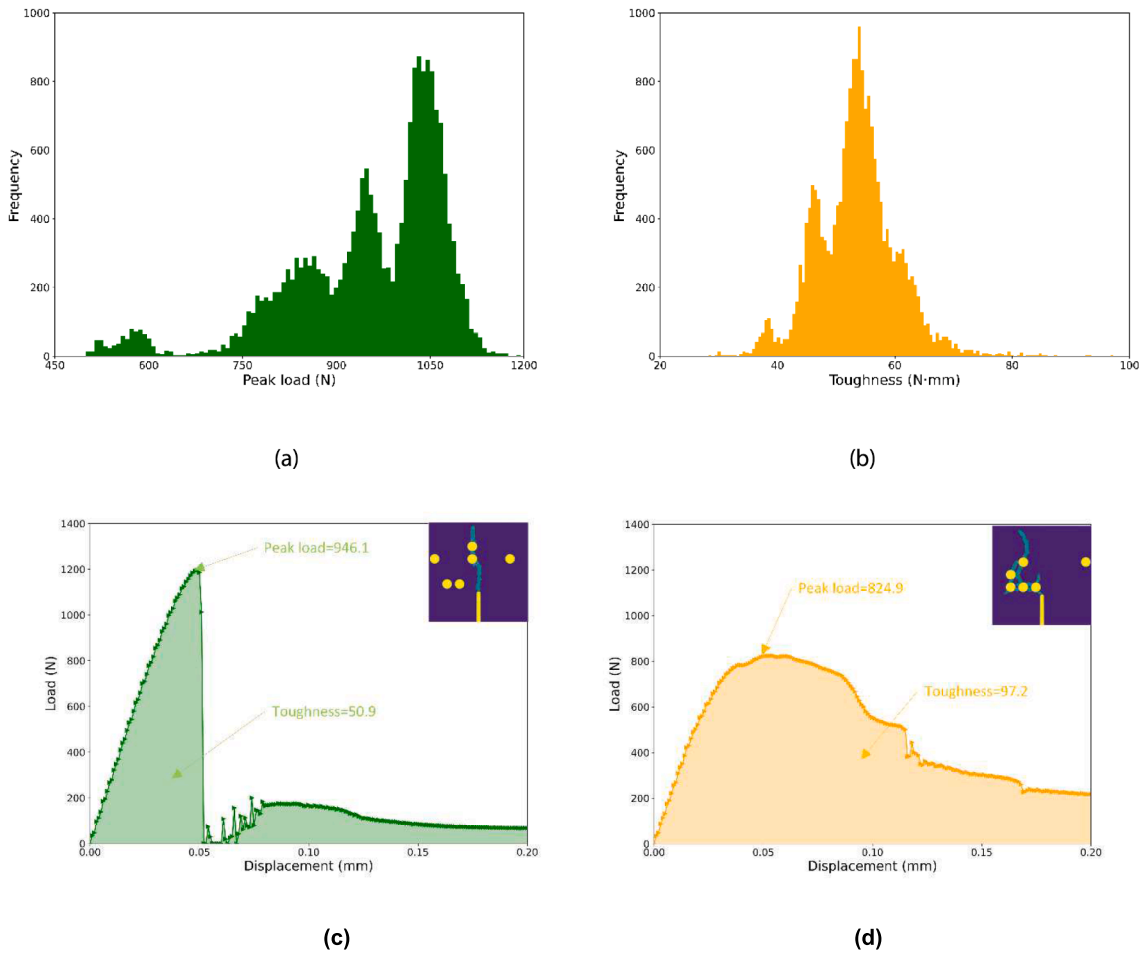 1000
800
600
400
200
0
Frequency
450 600 750 900 1050 1200
Peak load (N)
(a)
1000
800
600
400
200
0
Frequency
20 40 60 80 100
Toughness (N·mm)
(b)
1400
1200
1000
800
600
400
200
0
Load (N)
Peak load=946.1
Toughness=50.9
0.00 0.05 0.10 0.15 0.20
Displacement (mm)
(c)
1400
1200
1000
800
600
400
200
0
Load (N)
Peak load=824.9
Toughness=97.2
0.00 0.05 0.10 0.15 0.20
Displacement (mm)
(d)